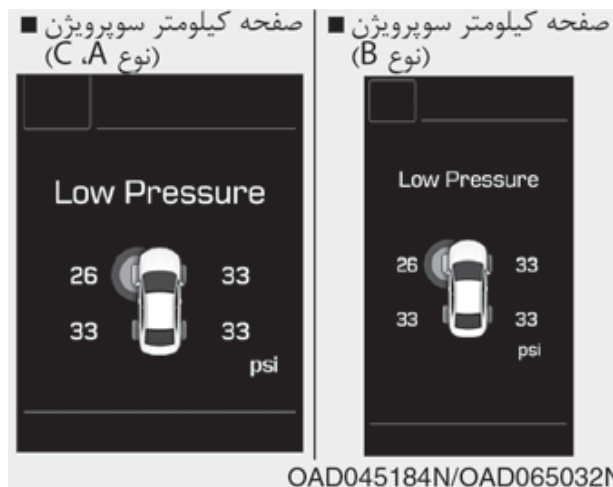 ■ صفحه کیلومتر سوپرویژن
(نوع A، C)
Low Pressure
26 33
33 33
psi
■ صفحه کیلومتر سوپرویژن
(نوع B)
Low Pressure
26 33
33 33
psi
OAD045184N/OAD065032N